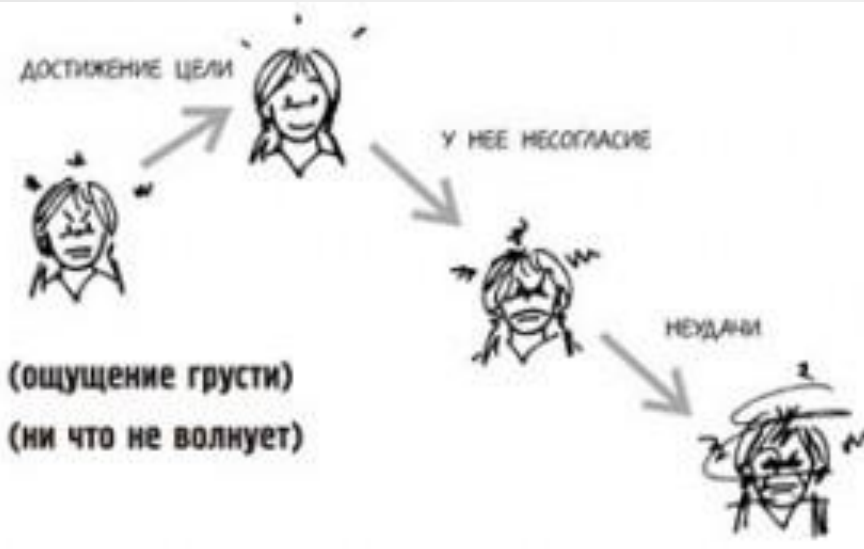 ДОСТИЖЕНИЕ ЦЕЛИ
У НЕЕ НЕСОГЛАСИЕ
НЕУДАЧИ
(ощущение грусти)
(ни что не волнует)